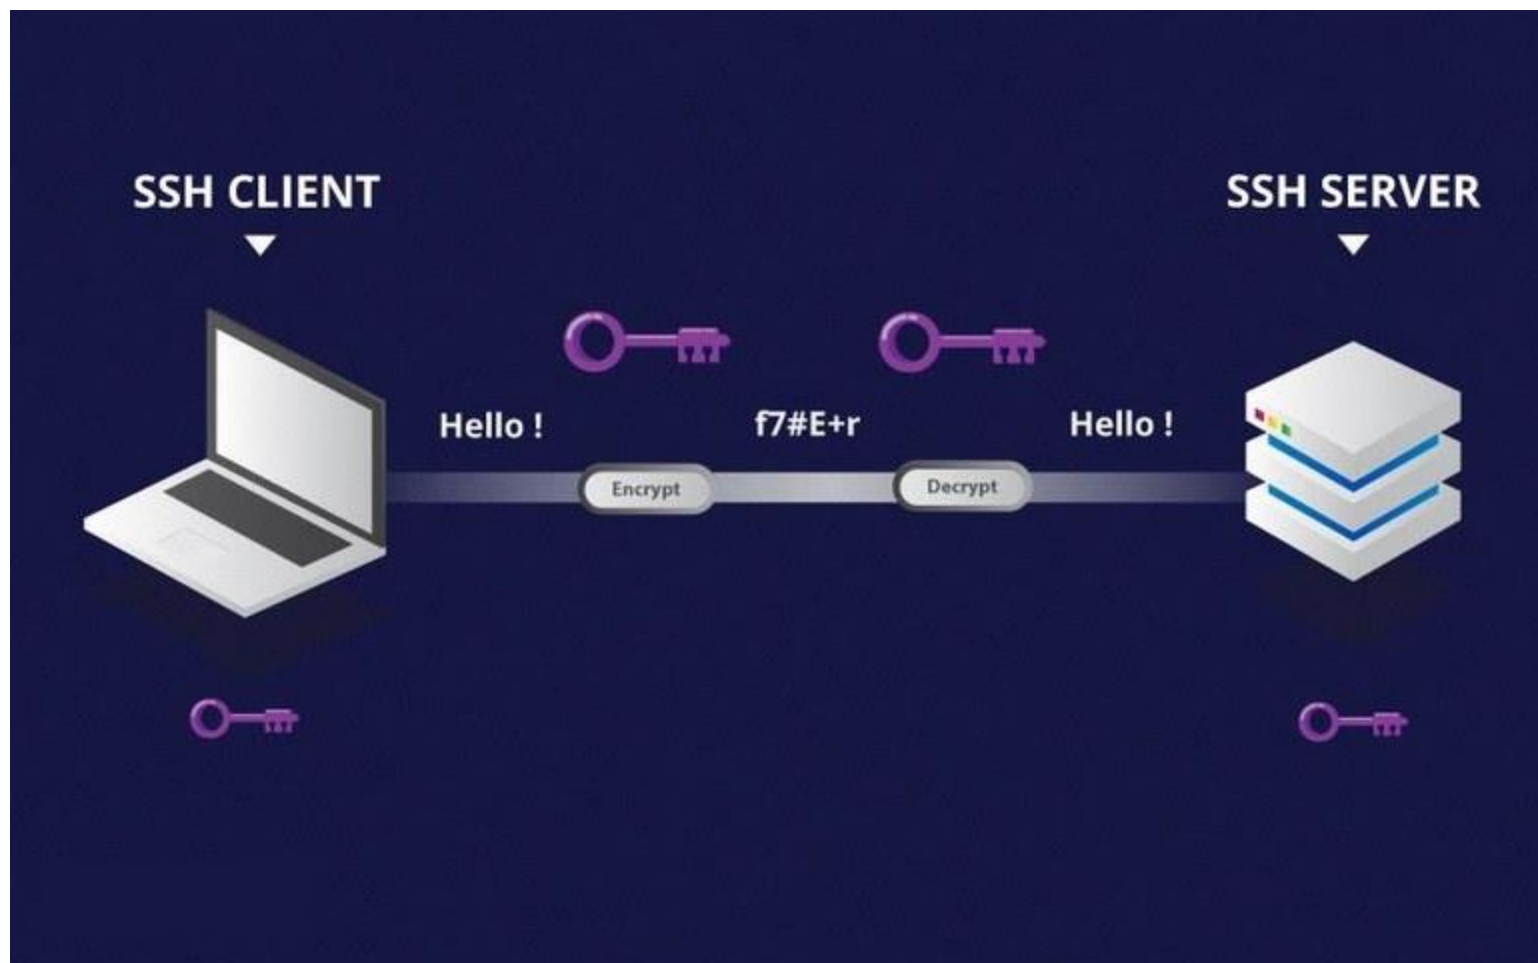 SSH CLIENT
SSH SERVER
Hello !
f7#E+r
Hello !
Encrypt
Decrypt